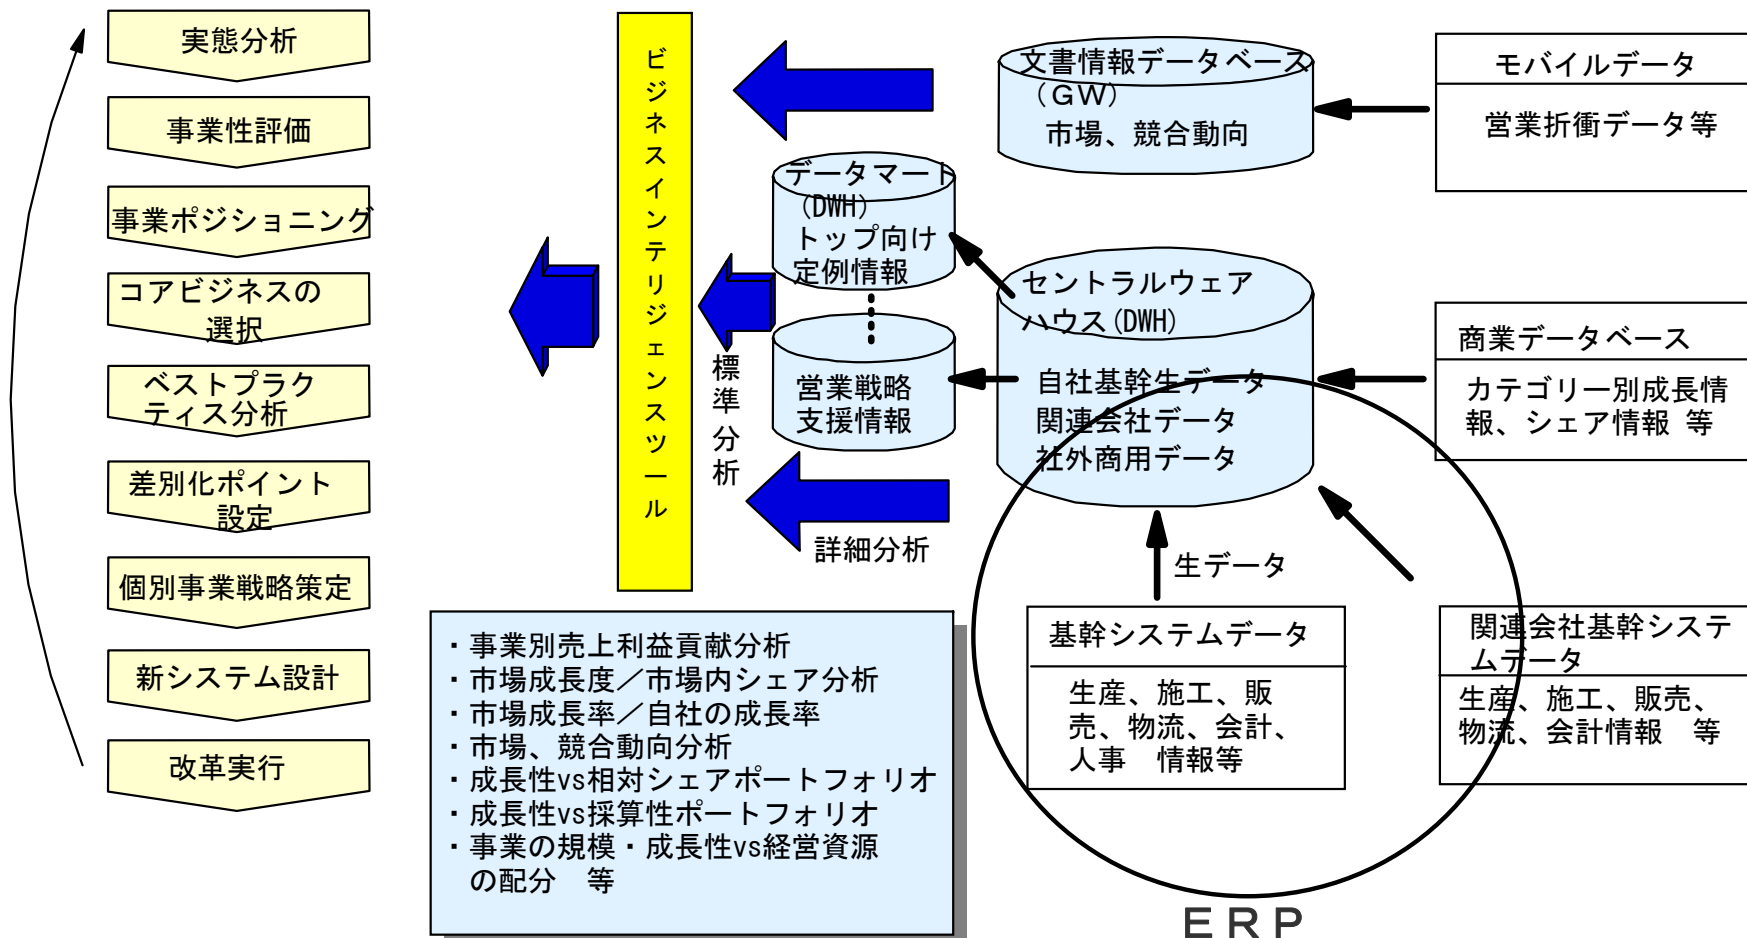 実態分析
事業性評価
事業ポジショニング
コアビジネスの
選択
ベストプラク
ティス分析
差別化ポイント
設定
個別事業戦略策定
新システム設計
改革実行
ビジネスインテリジェンスツール
文書情報データベース
(GW)
市場、競合動向
モバイルデータ
営業折衝データ等
データマート
(DWH)
トップ向け
定例情報
営業戦略
支援情報
標準分析
詳細分析
セントラルウェア
ハウス(DWH)
自社基幹生データ
関連会社データ
社外商用データ
商業データベース
カテゴリー別成長情
報、シェア情報 等
生データ
基幹システムデータ
生産、施工、販
売、物流、会計、
人事 情報等
関連会社基幹システ
ムデータ
生産、施工、販売、
物流、会計情報 等
ERP
・事業別売上利益貢献分析
・市場成長度／市場内シェア分析
・市場成長率／自社の成長率
・市場、競合動向分析
・成長性vs相対シェアポートフォリオ
・成長性vs採算性ポートフォリオ
・事業の規模・成長性vs経営資源
の配分 等